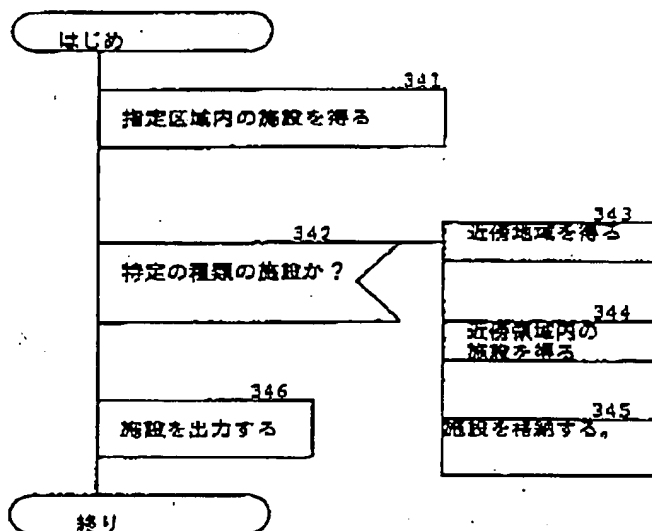 はじめ
341
指定区域内の施設を得る
342
特定の種類の施設か？
343
近傍地域を得る
344
近傍領域内の
施設を得る
345
施設を格納する。
346
施設を出力する
終り